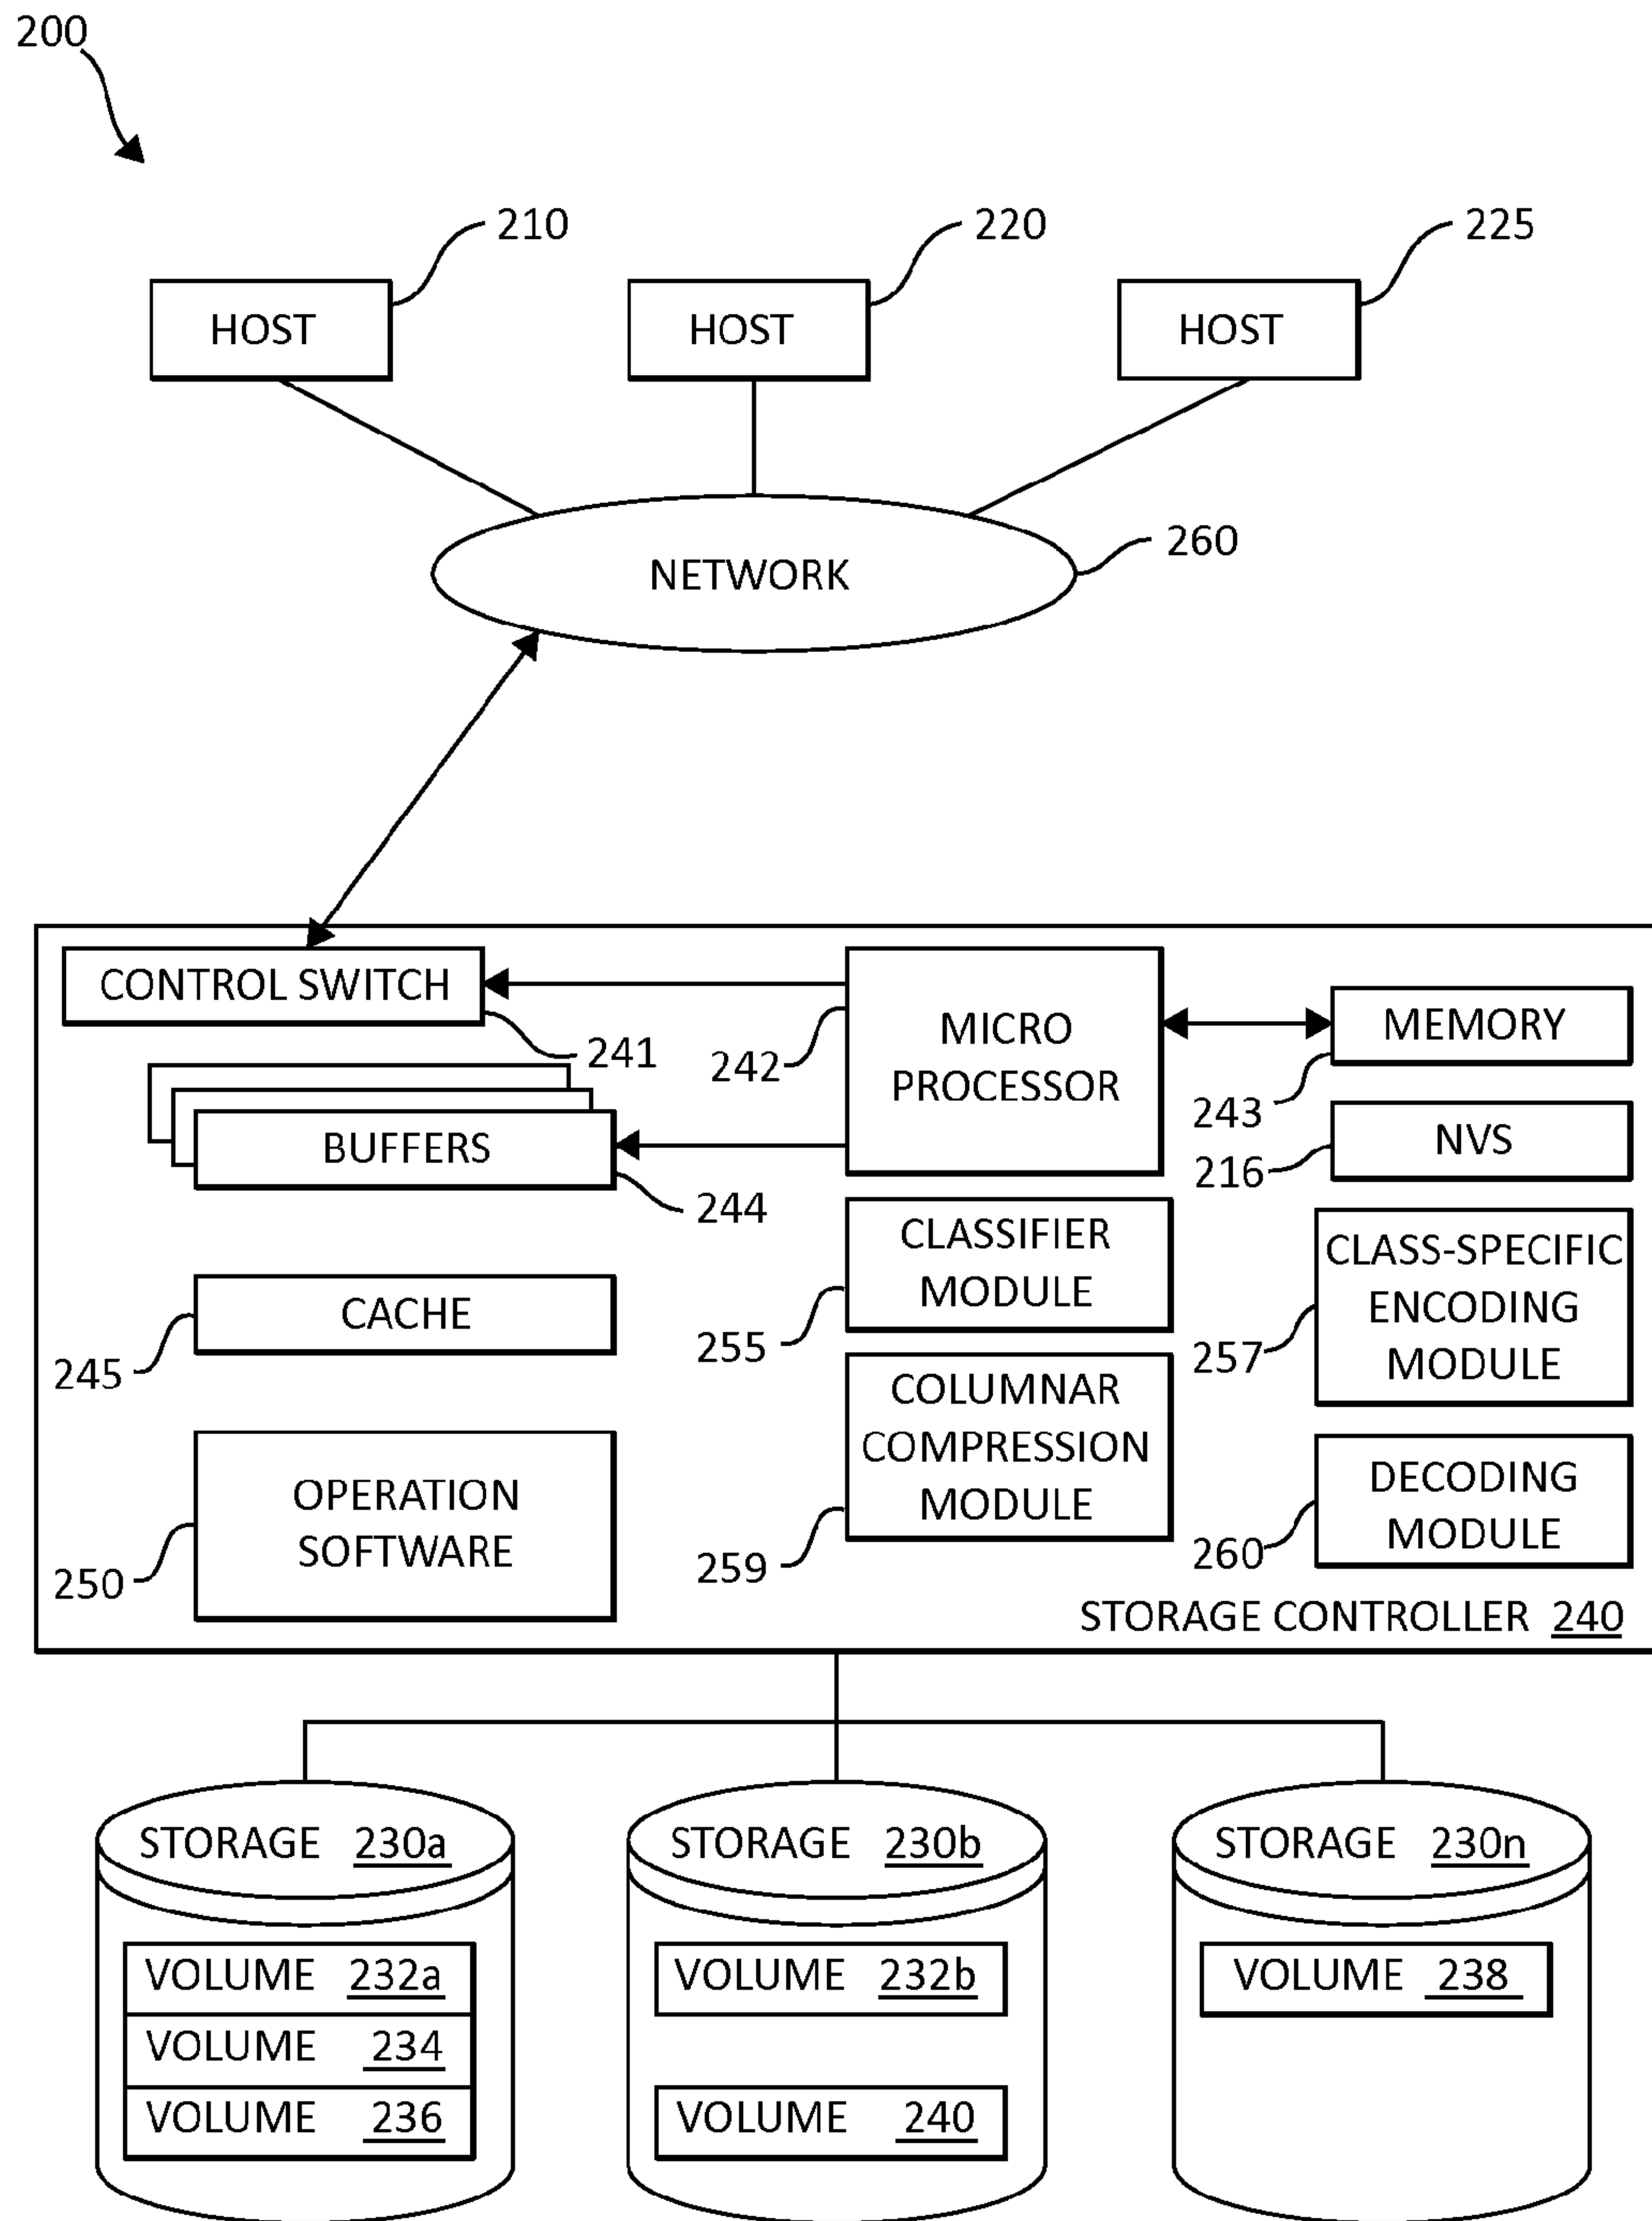 200
210
220
225
HOST
HOST
HOST
260
NETWORK
CONTROL SWITCH
241
242
MICRO
PROCESSOR
MEMORY
243
NVS
216
BUFFERS
244
CLASSIFIER
MODULE
255
CLASS-SPECIFIC
ENCODING
MODULE
257
CACHE
245
COLUMNAR
COMPRESSION
MODULE
259
DECODING
MODULE
260
OPERATION
SOFTWARE
250
STORAGE CONTROLLER 240
STORAGE 230a
STORAGE 230b
STORAGE 230n
VOLUME 232a
VOLUME 234
VOLUME 236
VOLUME 232b
VOLUME 240
VOLUME 238